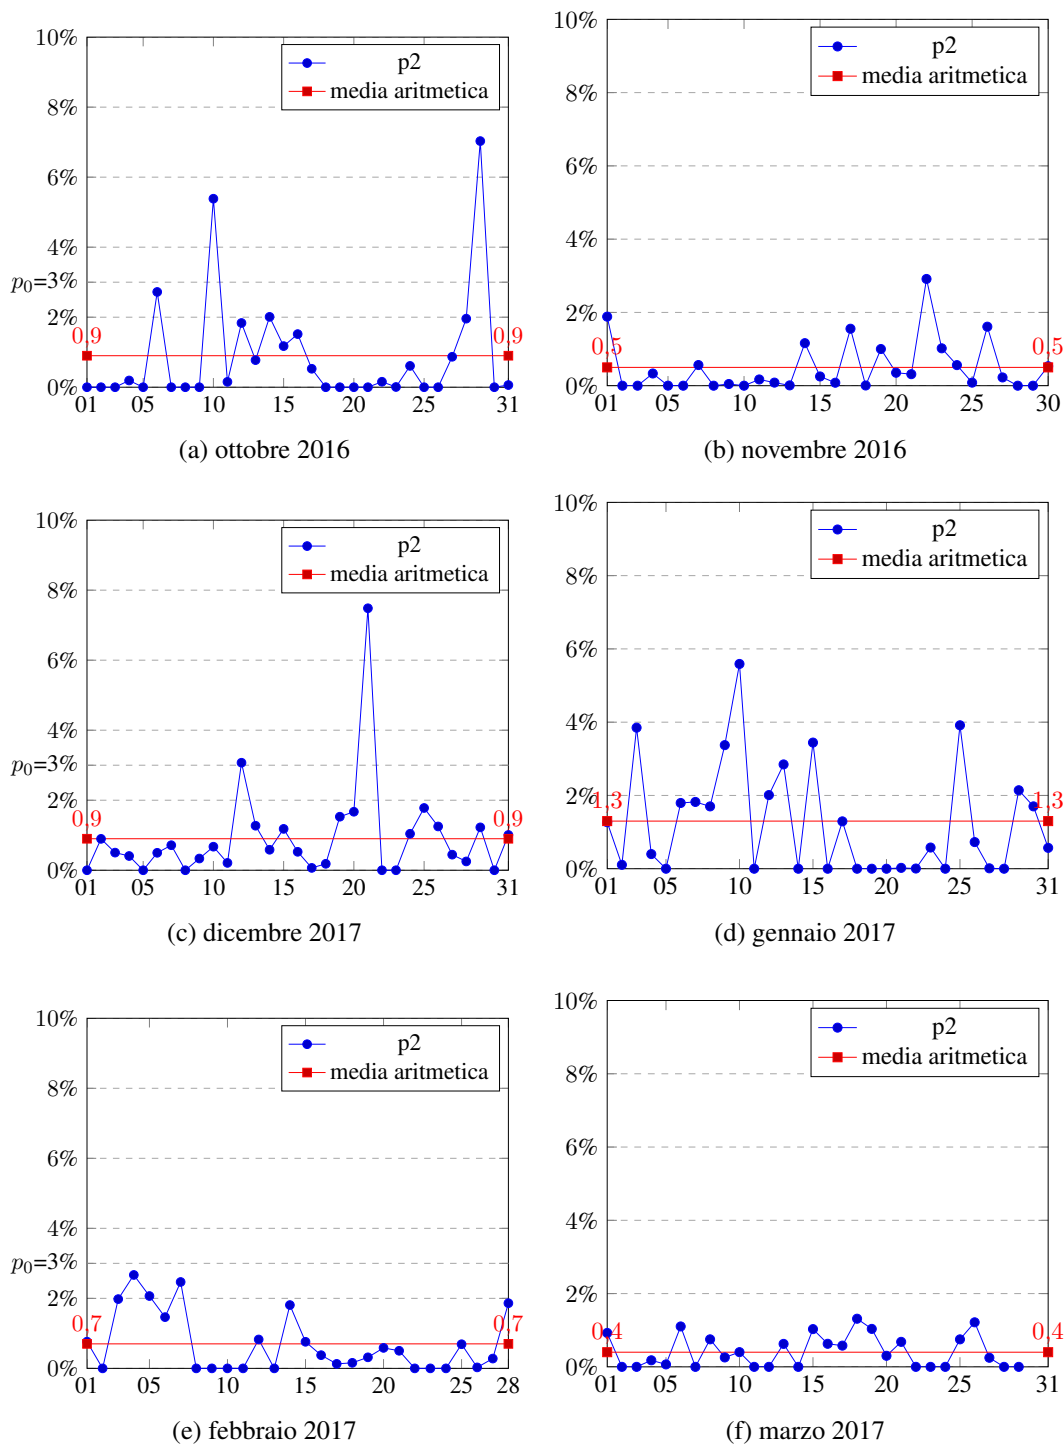 10%
8%
6%
4%
p0=3%
2%
0%
p2
media aritmetica
0,9
0,9
01 05 10 15 20 25 31
(a) ottobre 2016
10%
8%
6%
4%
2%
0%
p2
media aritmetica
0,5
0,5
01 05 10 15 20 25 30
(b) novembre 2016
10%
8%
6%
4%
p0=3%
2%
0%
p2
media aritmetica
0,9
0,9
01 05 10 15 20 25 31
(c) dicembre 2017
10%
8%
6%
4%
2%
0%
p2
media aritmetica
1,3
1,3
01 05 10 15 20 25 31
(d) gennaio 2017
10%
8%
6%
4%
p0=3%
2%
0%
p2
media aritmetica
0,7
0,7
01 05 10 15 20 25 28
(e) febbraio 2017
10%
8%
6%
4%
2%
0%
p2
media aritmetica
0,4
0,4
01 05 10 15 20 25 31
(f) marzo 2017